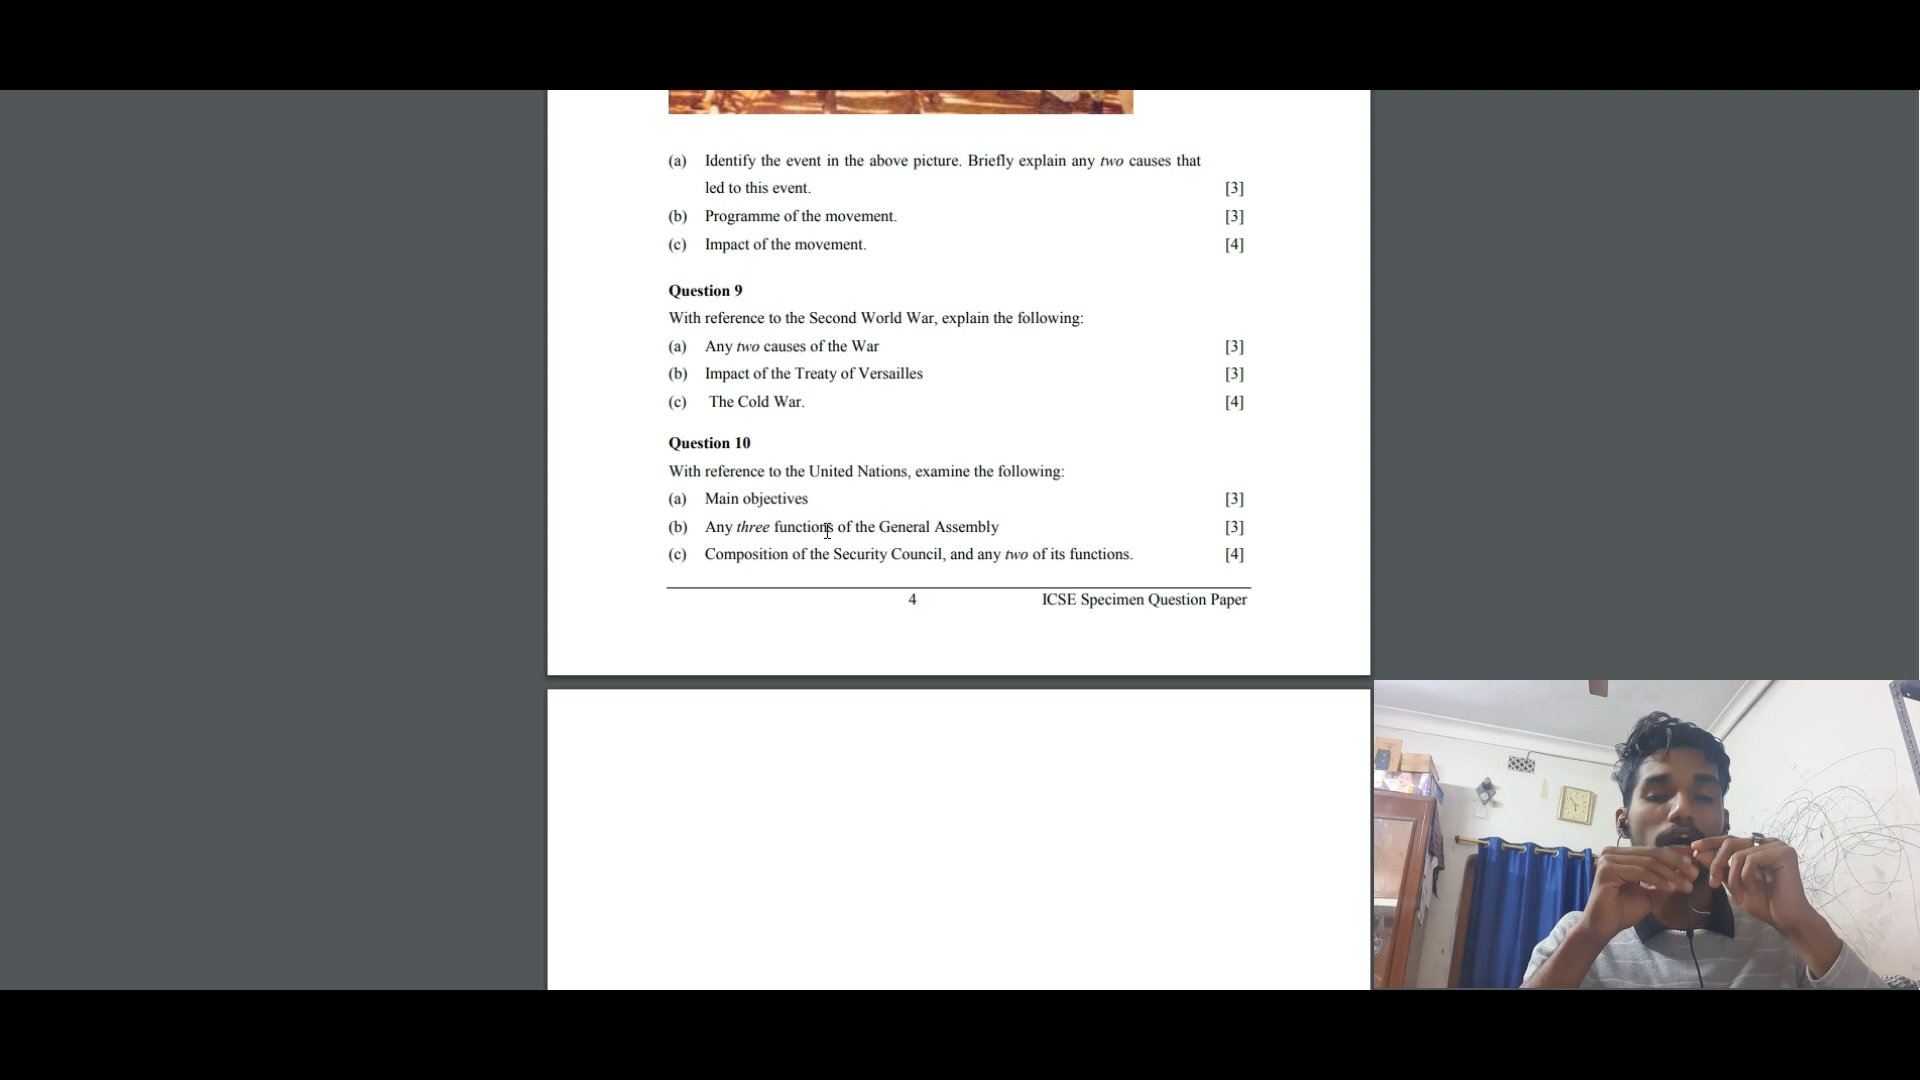 (a) Identify the event in the above picture. Briefly explain any two causes that
led to this event. [3]
(b) Programme of the movement. [3]
(c) Impact of the movement. [4]
Question 9
With reference to the Second World War, explain the following:
(a) Any two causes of the War [3]
(b) Impact of the Treaty of Versailles [3]
(c) The Cold War. [4]
Question 10
With reference to the United Nations, examine the following:
(a) Main objectives [3]
(b) Any three functions of the General Assembly [3]
(c) Composition of the Security Council, and any two of its functions. [4]
4 ICSE Specimen Question Paper